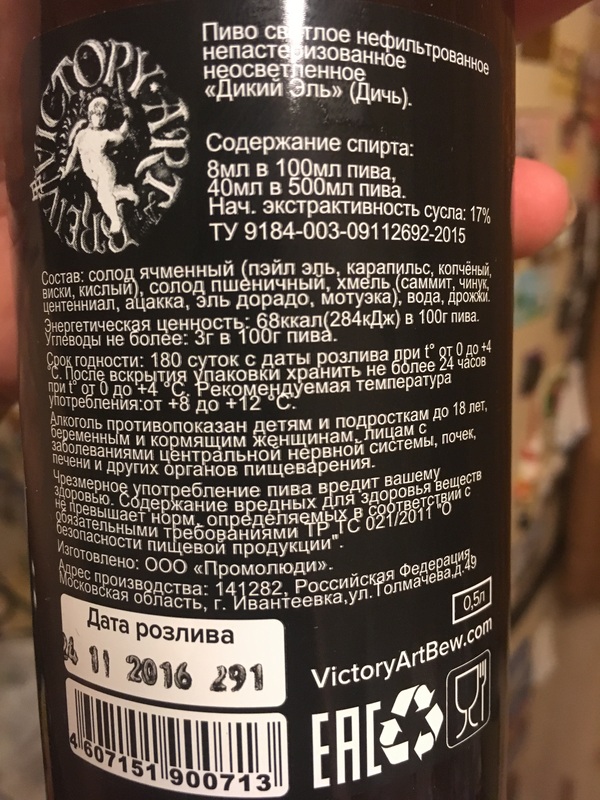 VICTORY ART BREW
Пиво светлое нефильтрованное
непастеризованное
неосветленное
«Дикий Эль» (Дичь).
Содержание спирта:
8мл в 100мл пива,
40мл в 500мл пива.
Нач. экстрактивность сусла: 17%
ТУ 9184-003-09112692-2015
Состав: солод ячменный (пэйл эль, карапильс, копчёный,
виски, кислый), солод пшеничный, хмель (саммит, чинук,
центенниал, ацакка, эль дорадо, мотуэка), вода, дрожжи.
Энергетическая ценность: 68ккал(284кДж) в 100г пива.
Углеводы не более: 3г в 100г пива.
Срок годности: 180 суток с даты розлива при t° от 0 до +4
°С. После вскрытия упаковки хранить не более 24 часов
при t° от 0 до +4 °С. Рекомендуемая температура
употребления:от +8 до +12 °С.
Алкоголь противопоказан детям и подросткам до 18 лет,
беременным и кормящим женщинам, лицам с
заболеваниями центральной нервной системы, почек,
печени и других органов пищеварения.
Чрезмерное употребление пива вредит вашему
здоровью. Содержание вредных для здоровья веществ
не превышает норм, определяемых в соответствии с
обязательными требованиями ТР ТС 021/2011 "О
безопасности пищевой продукции".
Изготовлено: ООО «Промолюди».
Адрес производства: 141282, Российская Федерация,
Московская область, г. Ивантеевка,ул.Толмачева,д.49
0,5л
Дата розлива
11 2016 291
VictoryArtBew.com
EAC
4 607151 900713